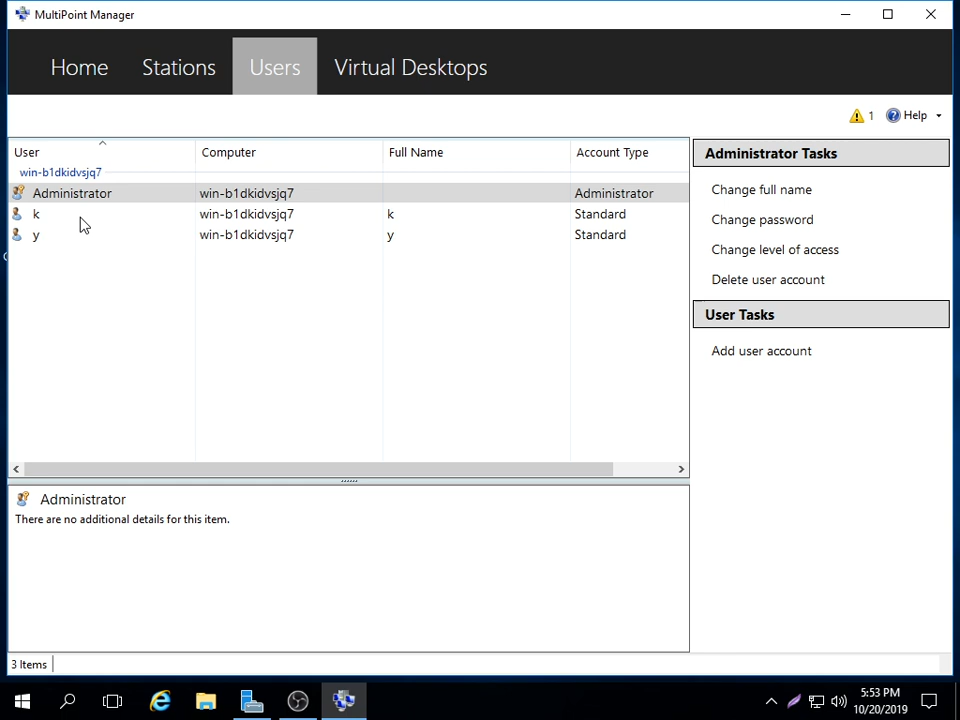 MultiPoint Manager
Home Stations Users Virtual Desktops
1 Help
User Computer Full Name Account Type
win-b1dkidvsjq7
Administrator win-b1dkidvsjq7 Administrator
k win-b1dkidvsjq7 k Standard
y win-b1dkidvsjq7 y Standard
Administrator Tasks
Change full name
Change password
Change level of access
Delete user account
User Tasks
Add user account
Administrator
There are no additional details for this item.
3 Items
5:53 PM
10/20/2019